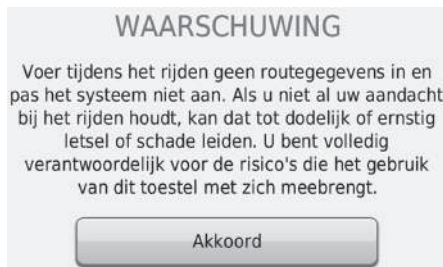 WAARSCHUWING
Voer tijdens het rijden geen routegegevens in en
pas het systeem niet aan. Als u niet al uw aandacht
bij het rijden houdt, kan dat tot dodelijk of ernstig
letsel of schade leiden. U bent volledig
verantwoordelijk voor de risico's die het gebruik
van dit toestel met zich meebrengt.
Akkoord